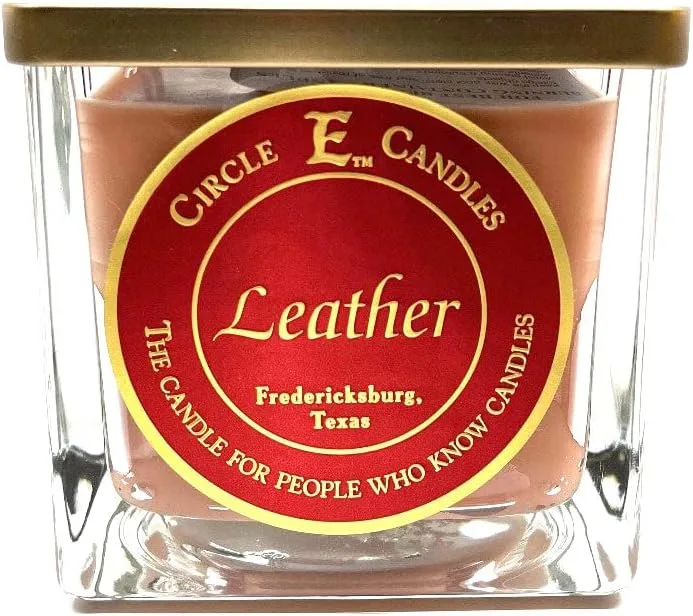 CIRCLE E™ CANDLES
Leather
Fredericksburg,
Texas
THE CANDLE FOR PEOPLE WHO KNOW CANDLES